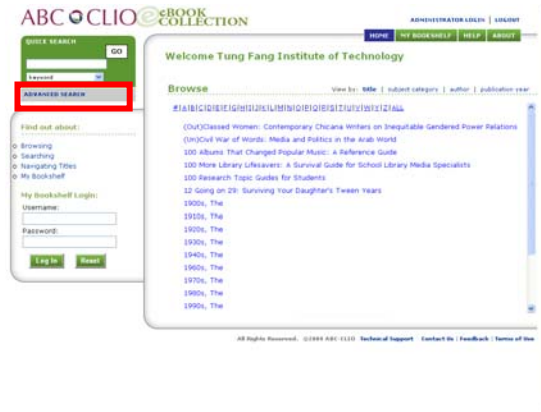 ABC CLIO eBOOK COLLECTION
ADMINISTRATOR LOGIN | LOGOUT
HOME MY BOOKSHELF HELP ABOUT
QUICK SEARCH
GO
keyword
ADVANCED SEARCH
Find out about:
Browsing
Searching
Navigating Titles
My Bookshelf
My Bookshelf Login:
Username:
Password:
Log In Reset
Welcome Tung Fang Institute of Technology
Browse View by: title | subject category | author | publication year
#|A|B|C|D|E|F|G|H|I|J|K|L|M|N|O|P|Q|R|S|T|U|V|W|Y|Z|ALL
(Out)Classed Women: Contemporary Chicana Writers on Inequitable Gendered Power Relations
(Un)Civil War of Words: Media and Politics in the Arab World
100 Albums That Changed Popular Music: A Reference Guide
100 More Library Lifesavers: A Survival Guide for School Library Media Specialists
100 Research Topic Guides for Students
12 Going on 29: Surviving Your Daughter's Tween Years
1900s, The
1910s, The
1920s, The
1930s, The
1940s, The
1960s, The
1970s, The
1980s, The
1990s, The
All Rights Reserved. ABC-CLIO Technical Support Contact Us | Feedback | Terms of Use